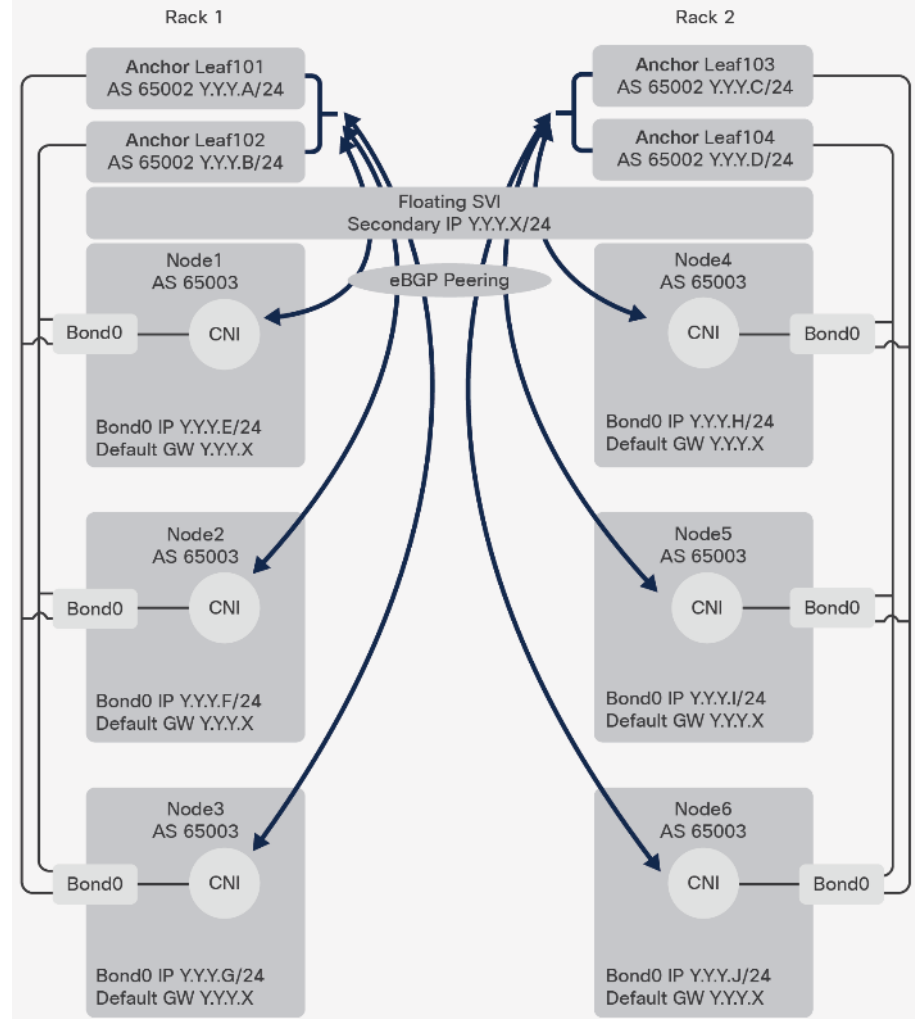 Rack 1
Rack 2
Anchor Leaf101
AS 65002 Y.Y.Y.A/24
Anchor Leaf103
AS 65002 Y.Y.Y.C/24
Anchor Leaf102
AS 65002 Y.Y.Y.B/24
Anchor Leaf104
AS 65002 Y.Y.Y.D/24
Floating SVI
Secondary IP Y.Y.Y.X/24
eBGP Peering
Node1
AS 65003
Bond0
CNI
Bond0 IP Y.Y.Y.E/24
Default GW Y.Y.Y.X
Node4
AS 65003
CNI
Bond0
Bond0 IP Y.Y.Y.H/24
Default GW Y.Y.Y.X
Node2
AS 65003
Bond0
CNI
Bond0 IP Y.Y.Y.F/24
Default GW Y.Y.Y.X
Node5
AS 65003
CNI
Bond0
Bond0 IP Y.Y.Y.I/24
Default GW Y.Y.Y.X
Node3
AS 65003
Bond0
CNI
Bond0 IP Y.Y.Y.G/24
Default GW Y.Y.Y.X
Node6
AS 65003
CNI
Bond0
Bond0 IP Y.Y.Y.J/24
Default GW Y.Y.Y.X